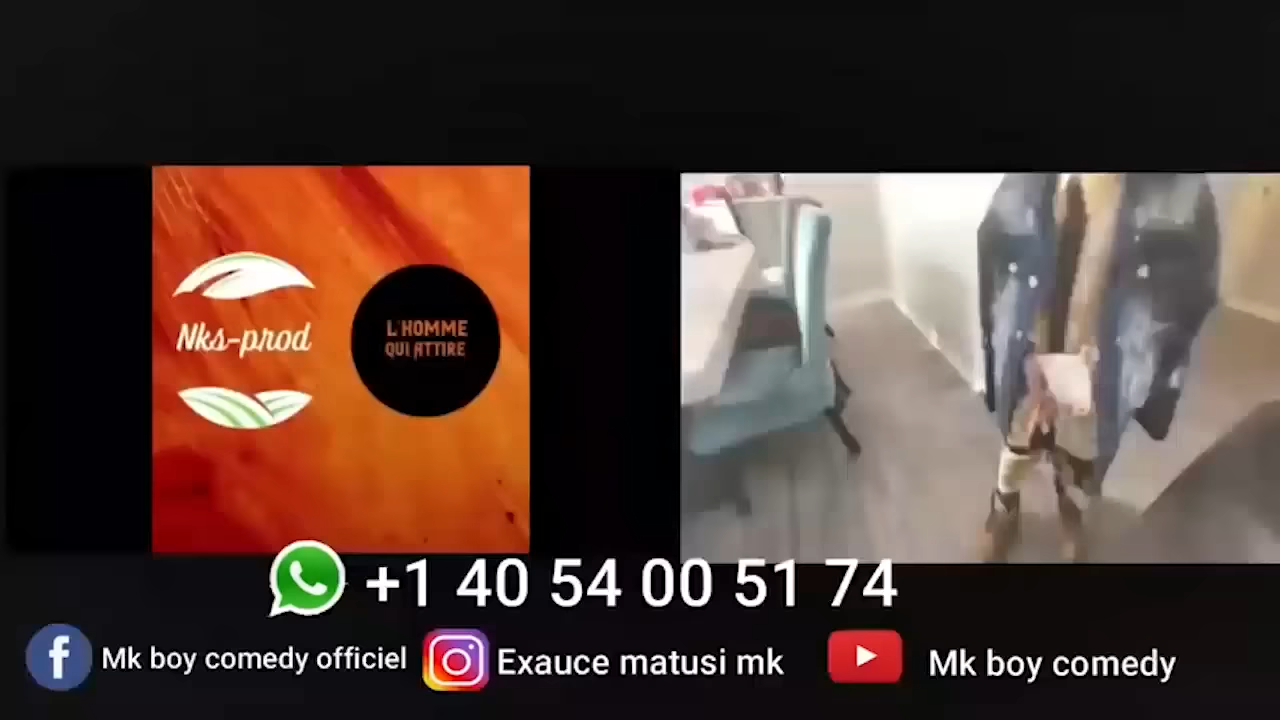 Nks-prod
L'HOMME
QUI ATTIRE
+1 40 54 00 51 74
Mk boy comedy officiel
Exauce matusi mk
Mk boy comedy